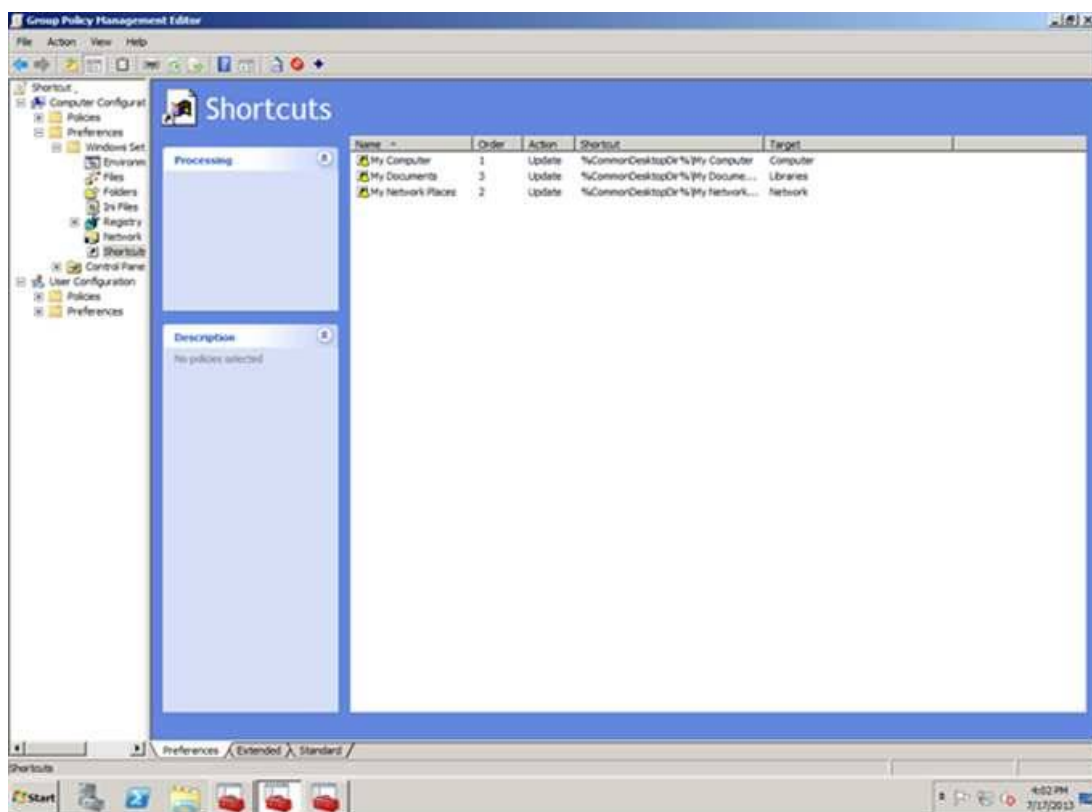 Group Policy Management Editor
File Action View Help
Shortcut
Computer Configurat
Policies
Preferences
Windows Set
Environm
Files
Folders
Ini Files
Registry
Network
Shortcuts
Control Pane
User Configuration
Policies
Preferences
Shortcuts
Processing
Description
No policies selected
Name Order Action Shortcut Target
My Computer 1 Update %CommonDesktopDir%\My Computer Computer
My Documents 3 Update %CommonDesktopDir%\My Docume... Libraries
My Network Places 2 Update %CommonDesktopDir%\My Network... Network
Preferences Extended Standard
Shortcuts
Start
4:02 PM
7/17/2013